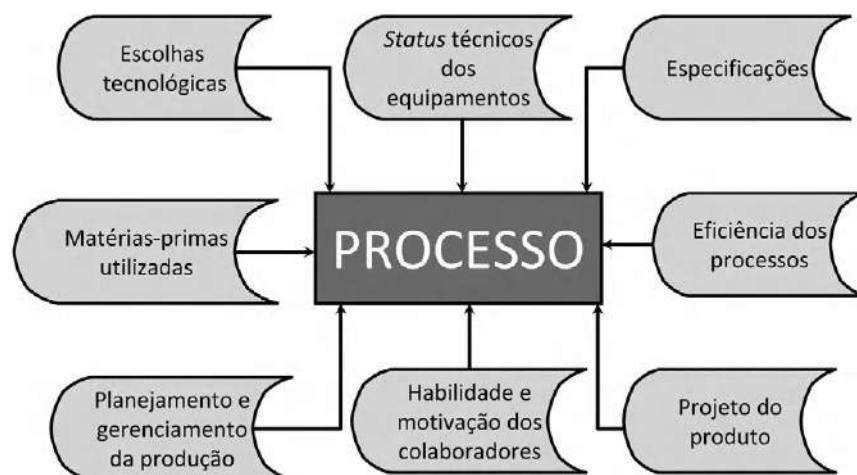 Escolhas
tecnológicas
Status técnicos
dos
equipamentos
Especificações
Matérias-primas
utilizadas
PROCESSO
Eficiência dos
processos
Planejamento e
gerenciamento
da produção
Habilidade e
motivação dos
colaboradores
Projeto do
produto